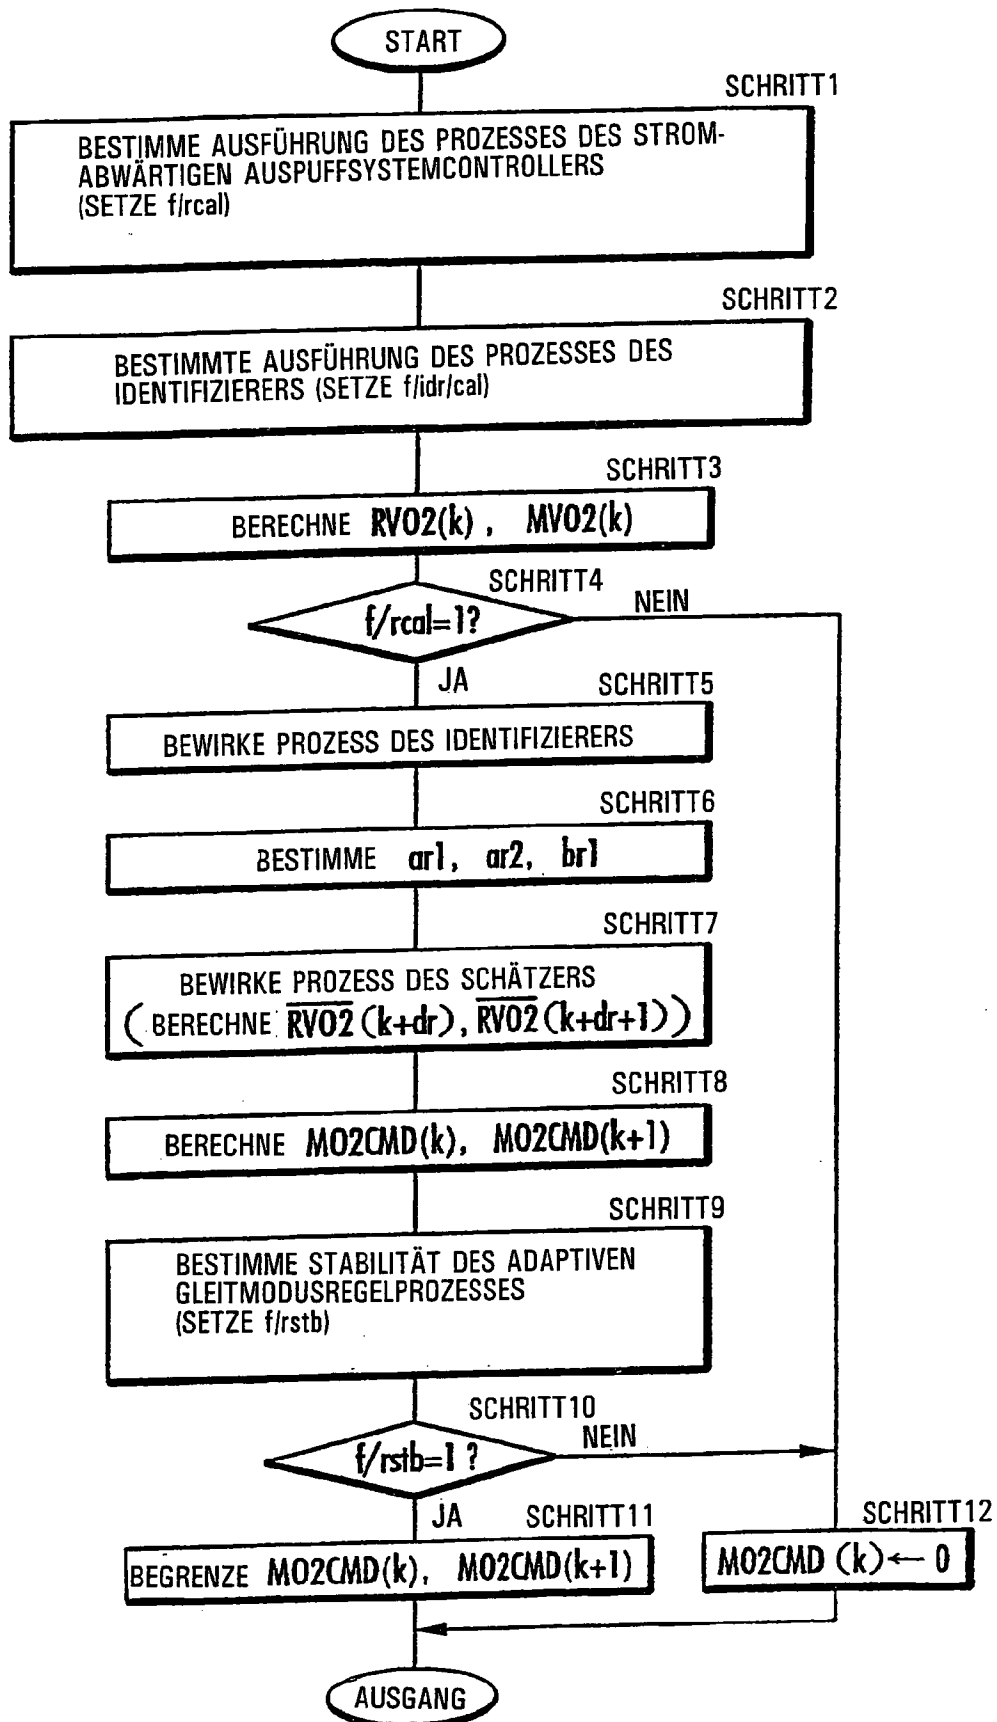 START
SCHRITT1
BESTIMME AUSFÜHRUNG DES PROZESSES DES STROM-
ABWÄRTIGEN AUSPUFFSYSTEMCONTROLLERS
(SETZE f/rcal)
SCHRITT2
BESTIMMTE AUSFÜHRUNG DES PROZESSES DES
IDENTIFIZIERERS (SETZE f/idr/cal)
SCHRITT3
BERECHNE RVO2(k), MVO2(k)
SCHRITT4
f/rcal=1?
NEIN
JA
SCHRITT5
BEWIRKE PROZESS DES IDENTIFIZIERERS
SCHRITT6
BESTIMME ar1, ar2, br1
SCHRITT7
BEWIRKE PROZESS DES SCHÄTZERS
(BERECHNE R̅V̅O̅2̅(k+dr), R̅V̅O̅2̅(k+dr+1))
SCHRITT8
BERECHNE MO2CMD(k), MO2CMD(k+1)
SCHRITT9
BESTIMME STABILITÄT DES ADAPTIVEN
GLEITMODUSREGELPROZESSES
(SETZE f/rstb)
SCHRITT10
f/rstb=1 ?
NEIN
JA
SCHRITT11
BEGRENZE MO2CMD(k), MO2CMD(k+1)
SCHRITT12
MO2CMD (k)← 0
AUSGANG